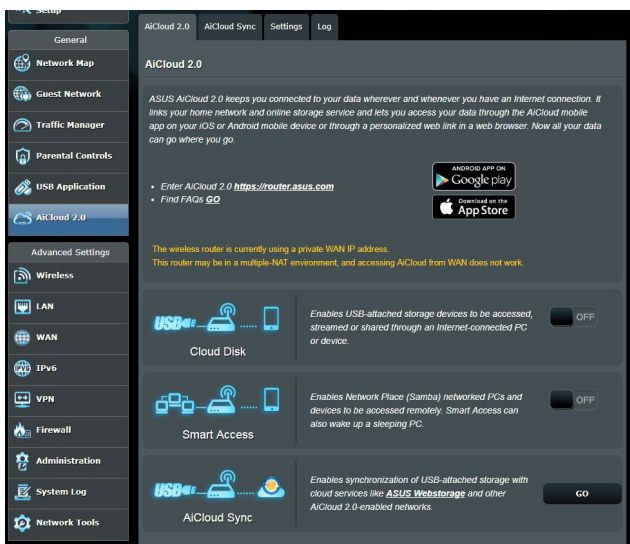 Setup
General
Network Map
Guest Network
Traffic Manager
Parental Controls
USB Application
AiCloud 2.0
Advanced Settings
Wireless
LAN
WAN
IPv6
VPN
Firewall
Administration
System Log
Network Tools
AiCloud 2.0 AiCloud Sync Settings Log
AiCloud 2.0
ASUS AiCloud 2.0 keeps you connected to your data wherever and whenever you have an Internet connection. It
links your home network and online storage service and lets you access your data through the AiCloud mobile
app on your iOS or Android mobile device or through a personalized web link in a web browser. Now all your data
can go where you go.
Enter AiCloud 2.0 https://router.asus.com
Find FAQs GO
ANDROID APP ON
Google play
Download on the
App Store
The wireless router is currently using a private WAN IP address.
This router may be in a multiple-NAT environment, and accessing AiCloud from WAN does not work.
USB
Cloud Disk
Enables USB-attached storage devices to be accessed,
streamed or shared through an Internet-connected PC
or device.
OFF
Smart Access
Enables Network Place (Samba) networked PCs and
devices to be accessed remotely. Smart Access can
also wake up a sleeping PC.
OFF
USB
AiCloud Sync
Enables synchronization of USB-attached storage with
cloud services like ASUS Webstorage and other
AiCloud 2.0-enabled networks.
GO